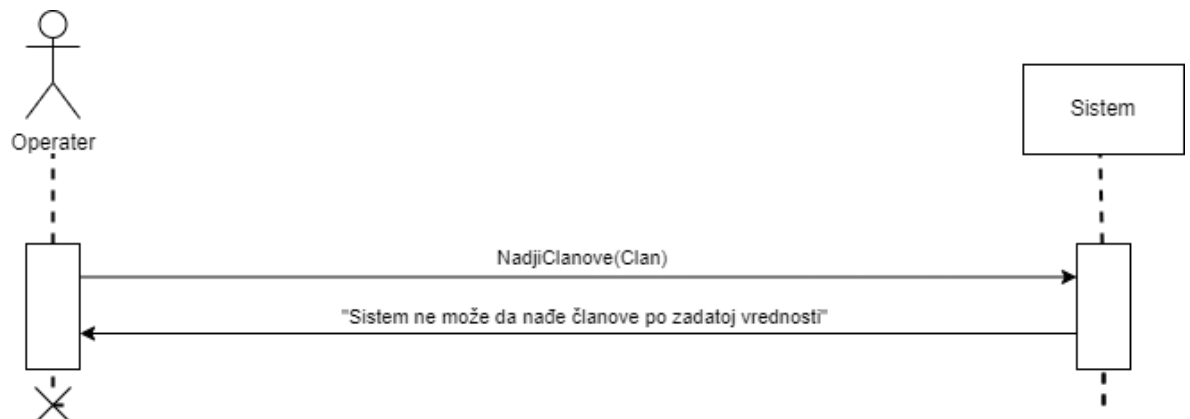 Operater
Sistem
NadjiClanove(Clan)
"Sistem ne može da nađe članove po zadatoj vrednosti"